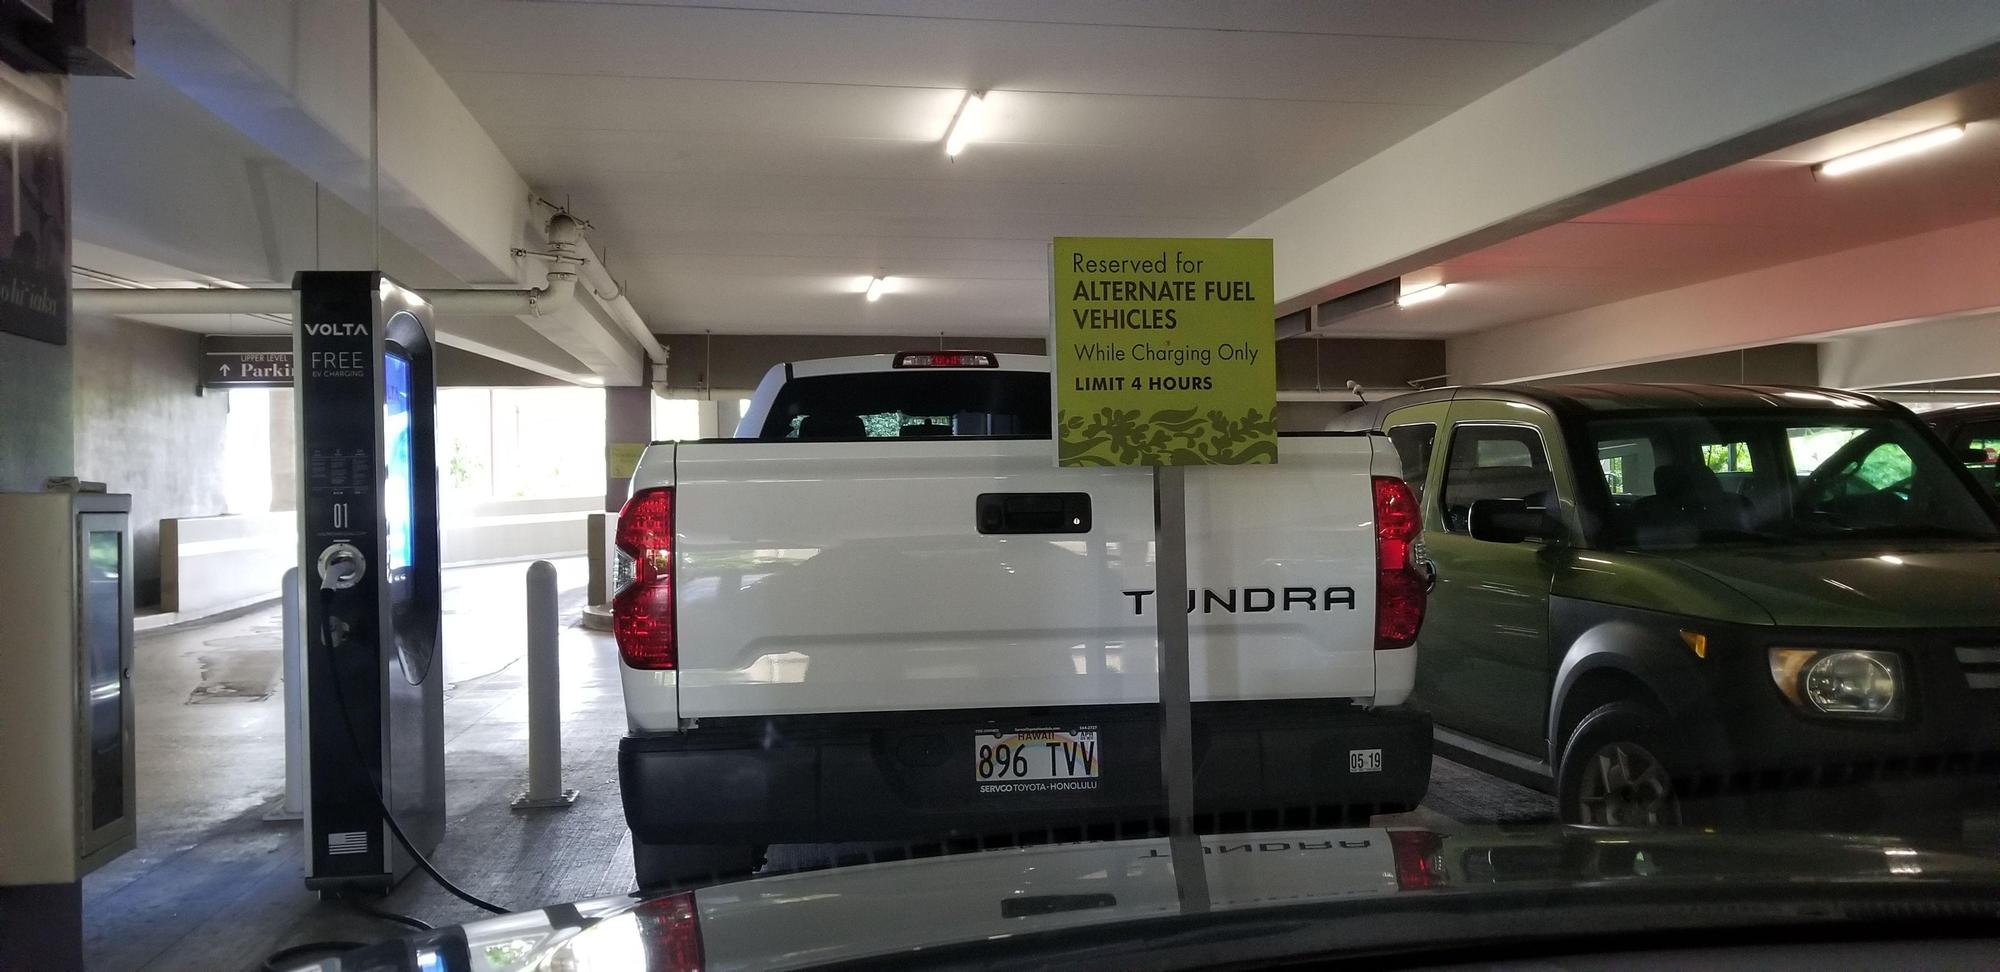 VOLTA
FREE
EV CHARGING
01
UPPER LEVEL
↑ Parki
Reserved for
ALTERNATE FUEL
VEHICLES
While Charging Only
LIMIT 4 HOURS
TUNDRA
HAWAII
896 TVV
SERVCO TOYOTA • HONOLULU
05 19